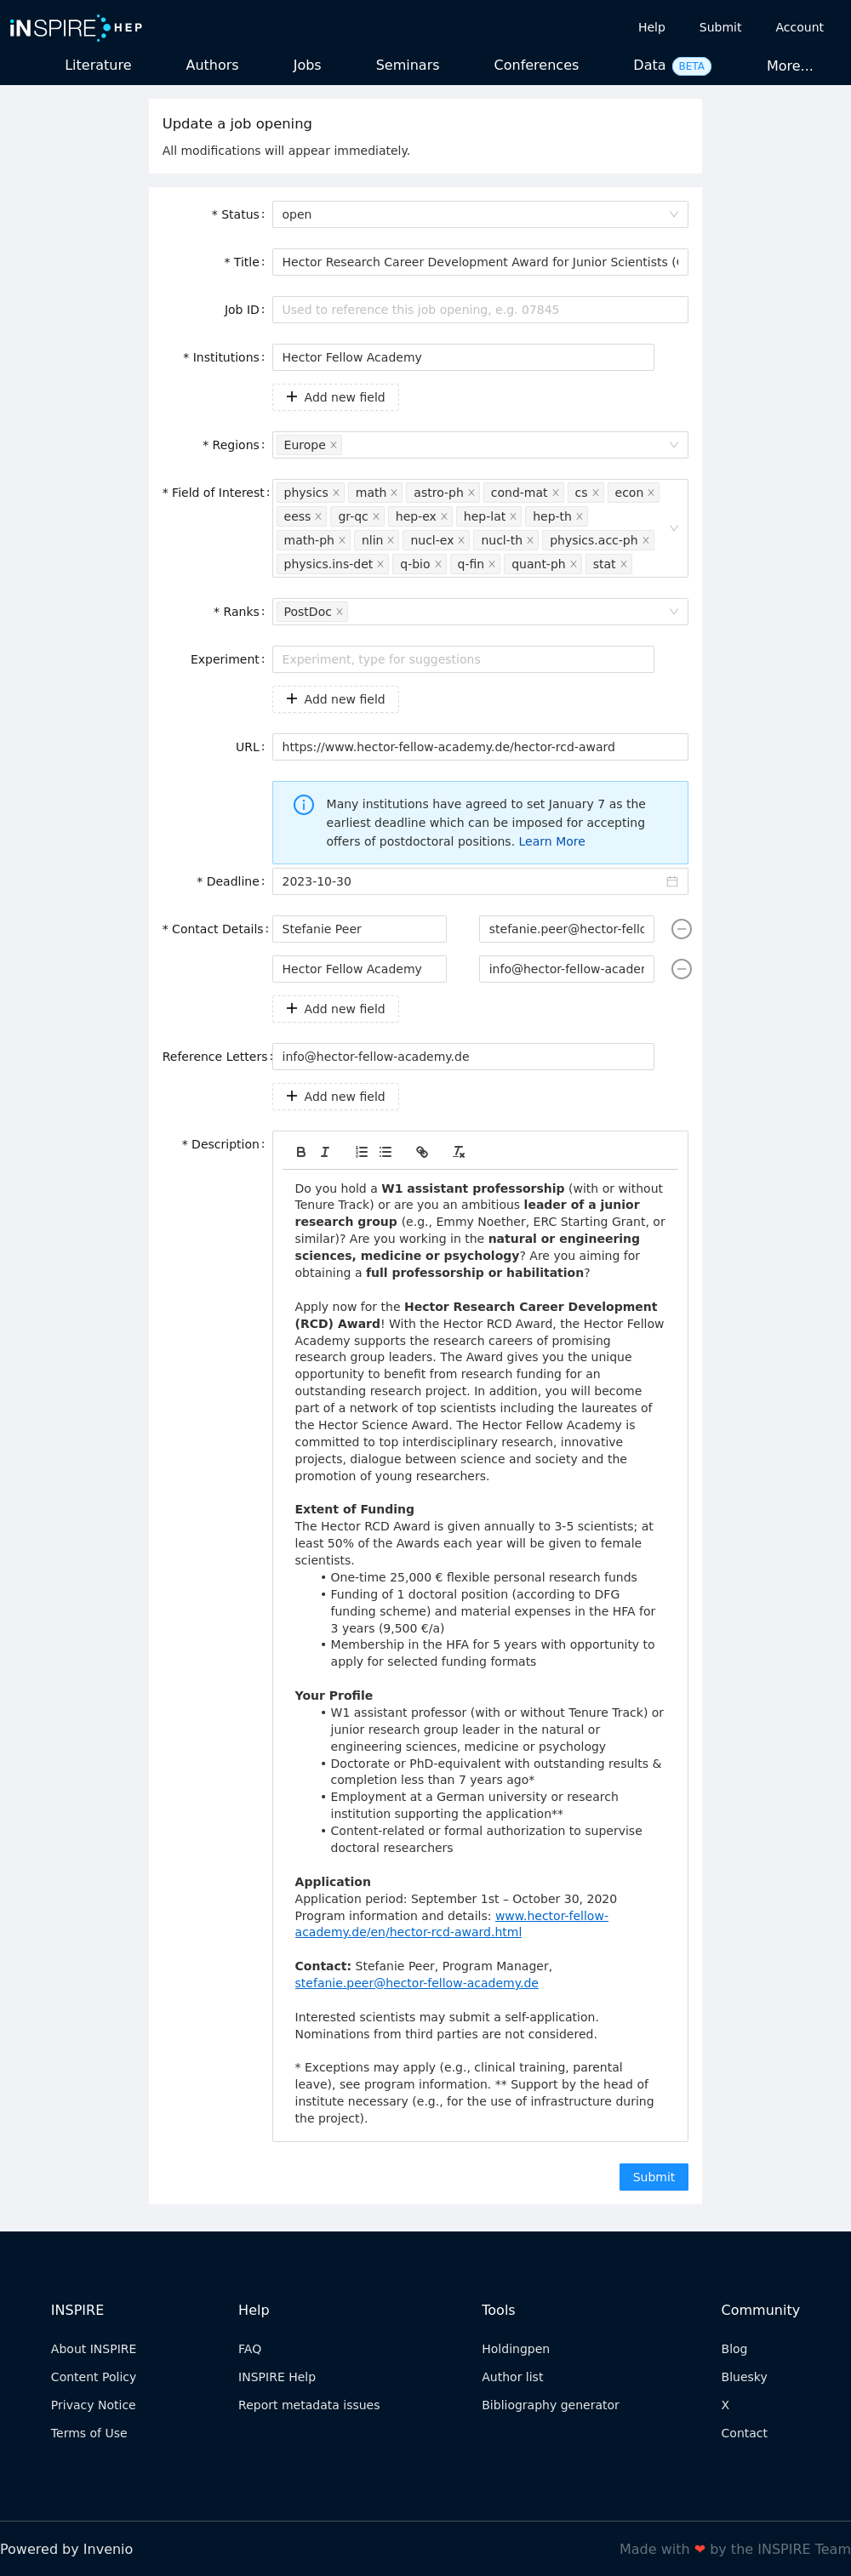 iNSPIRE HEP
Help Submit Account
Literature Authors Jobs Seminars Conferences Data BETA More...
Update a job opening
All modifications will appear immediately.
* Status: open
* Title: Hector Research Career Development Award for Junior Scientists (
Job ID: Used to reference this job opening, e.g. 07845
* Institutions: Hector Fellow Academy
+ Add new field
* Regions: Europe
* Field of Interest: physics math astro-ph cond-mat cs econ
eess gr-qc hep-ex hep-lat hep-th
math-ph nlin nucl-ex nucl-th physics.acc-ph
physics.ins-det q-bio q-fin quant-ph stat
* Ranks: PostDoc
Experiment: Experiment, type for suggestions
+ Add new field
URL: https://www.hector-fellow-academy.de/hector-rcd-award
Many institutions have agreed to set January 7 as the
earliest deadline which can be imposed for accepting
offers of postdoctoral positions. Learn More
* Deadline: 2023-10-30
* Contact Details: Stefanie Peer stefanie.peer@hector-fello
Hector Fellow Academy info@hector-fellow-acade
+ Add new field
Reference Letters: info@hector-fellow-academy.de
+ Add new field
* Description:
Do you hold a W1 assistant professorship (with or without
Tenure Track) or are you an ambitious leader of a junior
research group (e.g., Emmy Noether, ERC Starting Grant, or
similar)? Are you working in the natural or engineering
sciences, medicine or psychology? Are you aiming for
obtaining a full professorship or habilitation?
Apply now for the Hector Research Career Development
(RCD) Award! With the Hector RCD Award, the Hector Fellow
Academy supports the research careers of promising
research group leaders. The Award gives you the unique
opportunity to benefit from research funding for an
outstanding research project. In addition, you will become
part of a network of top scientists including the laureates of
the Hector Science Award. The Hector Fellow Academy is
committed to top interdisciplinary research, innovative
projects, dialogue between science and society and the
promotion of young researchers.
Extent of Funding
The Hector RCD Award is given annually to 3-5 scientists; at
least 50% of the Awards each year will be given to female
scientists.
• One-time 25,000 € flexible personal research funds
• Funding of 1 doctoral position (according to DFG
funding scheme) and material expenses in the HFA for
3 years (9,500 €/a)
• Membership in the HFA for 5 years with opportunity to
apply for selected funding formats
Your Profile
• W1 assistant professor (with or without Tenure Track) or
junior research group leader in the natural or
engineering sciences, medicine or psychology
• Doctorate or PhD-equivalent with outstanding results &
completion less than 7 years ago*
• Employment at a German university or research
institution supporting the application**
• Content-related or formal authorization to supervise
doctoral researchers
Application
Application period: September 1st – October 30, 2020
Program information and details: www.hector-fellow-
academy.de/en/hector-rcd-award.html
Contact: Stefanie Peer, Program Manager,
stefanie.peer@hector-fellow-academy.de
Interested scientists may submit a self-application.
Nominations from third parties are not considered.
* Exceptions may apply (e.g., clinical training, parental
leave), see program information. ** Support by the head of
institute necessary (e.g., for the use of infrastructure during
the project).
Submit
INSPIRE Help Tools Community
About INSPIRE FAQ Holdingpen Blog
Content Policy INSPIRE Help Author list Bluesky
Privacy Notice Report metadata issues Bibliography generator X
Terms of Use Contact
Powered by Invenio Made with ❤ by the INSPIRE Team